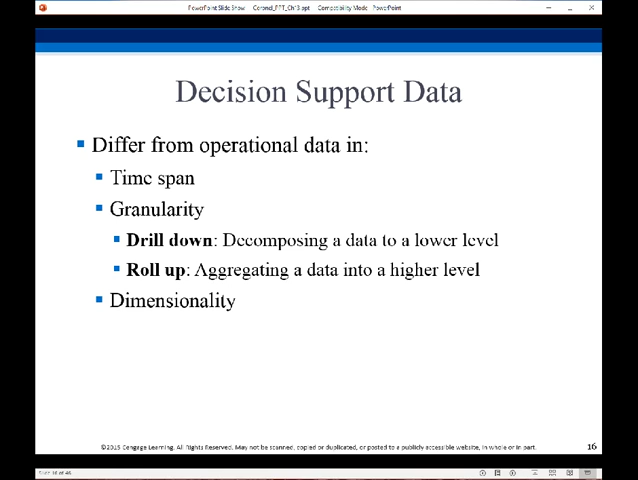 PowerPoint Slide Show - Coronel_PPT_Ch13.ppt - Compatibility Mode - PowerPoint
Decision Support Data
Differ from operational data in:
Time span
Granularity
Drill down: Decomposing a data to a lower level
Roll up: Aggregating a data into a higher level
Dimensionality
©2015 Cengage Learning. All Rights Reserved. May not be scanned, copied or duplicated, or posted to a publicly accessible website, in whole or in part.
16